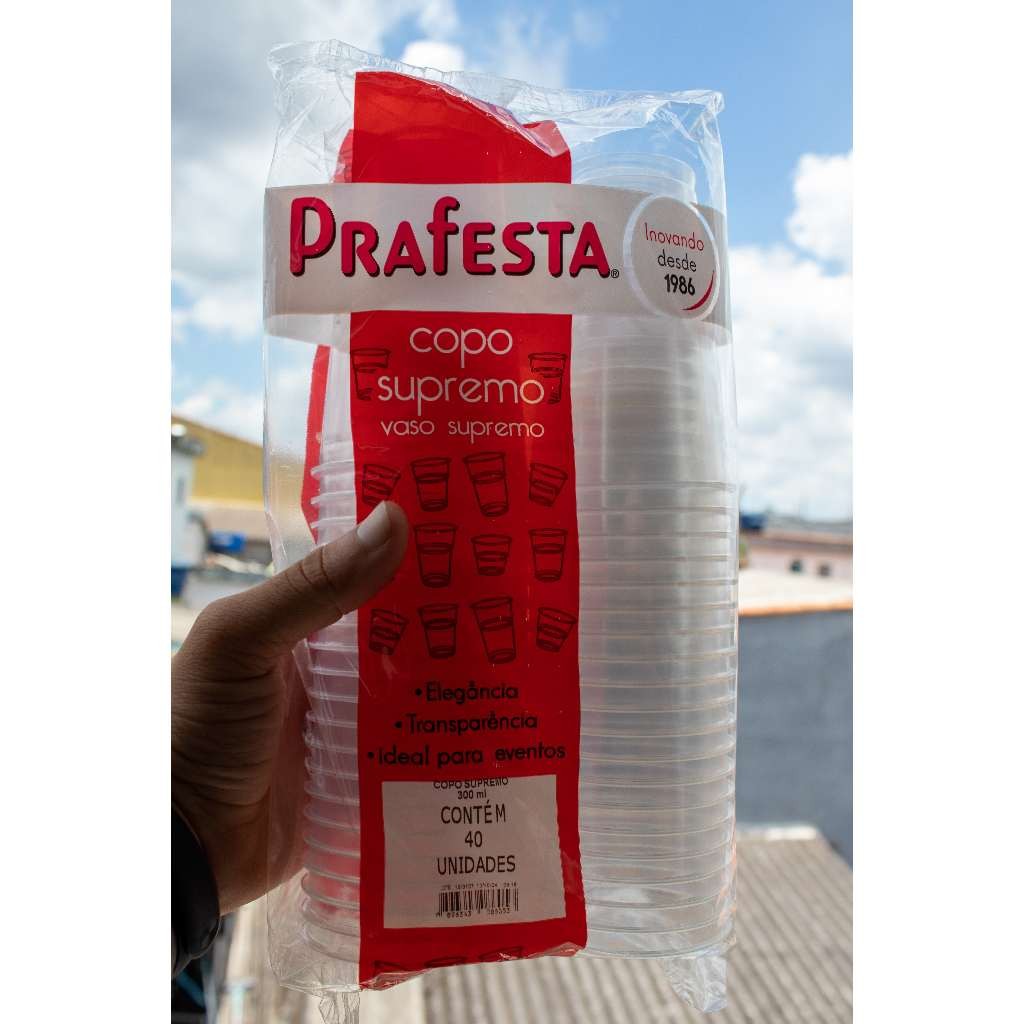 PRAFESTA®
Inovando
desde
1986
copo
supremo
vaso supremo
• Elegância
• Transparência
• ideal para eventos
COPO SUPREMO
300 ml
CONTÉM
40
UNIDADES